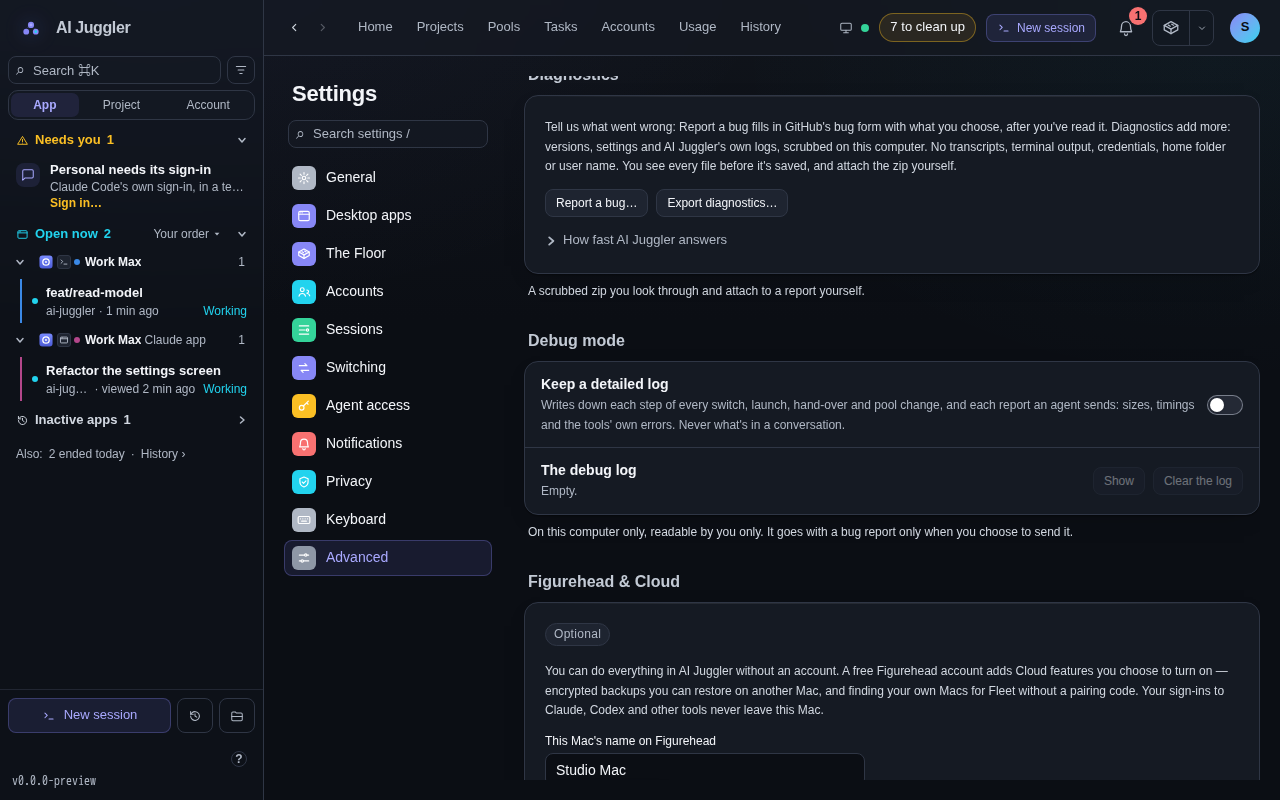 AI Juggler
Search ⌘K
App
Project
Account
Needs you 1
Personal needs its sign-in
Claude Code's own sign-in, in a te…
Sign in…
Open now 2
Your order
Work Max
1
feat/read-model
ai-juggler · 1 min ago
Working
Work Max Claude app
1
Refactor the settings screen
ai-jug… · viewed 2 min ago
Working
Inactive apps 1
Also: 2 ended today · History ›
New session
?
v0.0.0-preview
Home
Projects
Pools
Tasks
Accounts
Usage
History
7 to clean up
New session
1
S
Settings
Search settings /
General
Desktop apps
The Floor
Accounts
Sessions
Switching
Agent access
Notifications
Privacy
Keyboard
Advanced
Diagnostics
Tell us what went wrong: Report a bug fills in GitHub's bug form with what you choose, after you've read it. Diagnostics add more:
versions, settings and AI Juggler's own logs, scrubbed on this computer. No transcripts, terminal output, credentials, home folder
or user name. You see every file before it's saved, and attach the zip yourself.
Report a bug…
Export diagnostics…
How fast AI Juggler answers
A scrubbed zip you look through and attach to a report yourself.
Debug mode
Keep a detailed log
Writes down each step of every switch, launch, hand-over and pool change, and each report an agent sends: sizes, timings
and the tools' own errors. Never what's in a conversation.
The debug log
Empty.
Show
Clear the log
On this computer only, readable by you only. It goes with a bug report only when you choose to send it.
Figurehead & Cloud
Optional
You can do everything in AI Juggler without an account. A free Figurehead account adds Cloud features you choose to turn on —
encrypted backups you can restore on another Mac, and finding your own Macs for Fleet without a pairing code. Your sign-ins to
Claude, Codex and other tools never leave this Mac.
This Mac's name on Figurehead
Studio Mac